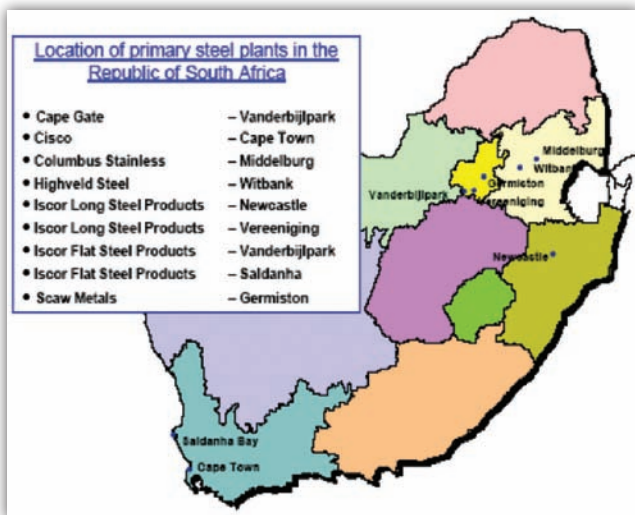 Location of primary steel plants in the
Republic of South Africa
• Cape Gate – Vanderbijlpark
• Cisco – Cape Town
• Columbus Stainless – Middelburg
• Highveld Steel – Witbank
• Iscor Long Steel Products – Newcastle
• Iscor Long Steel Products – Vereeniging
• Iscor Flat Steel Products – Vanderbijlpark
• Iscor Flat Steel Products – Saldanha
• Scaw Metals – Germiston
Middelburg
Witbank
Germiston
Vanderbijlpark
Vereeniging
Newcastle
Saldanha Bay
Cape Town